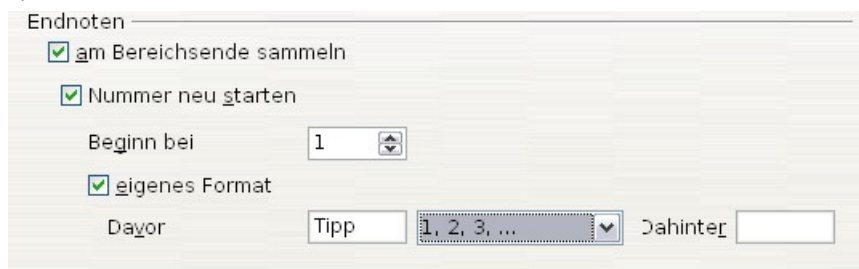 Endnoten
am Bereichsende sammeln
Nummer neu starten
Beginn bei 1
eigenes Format
Davor Tipp 1, 2, 3, ... Dahinter